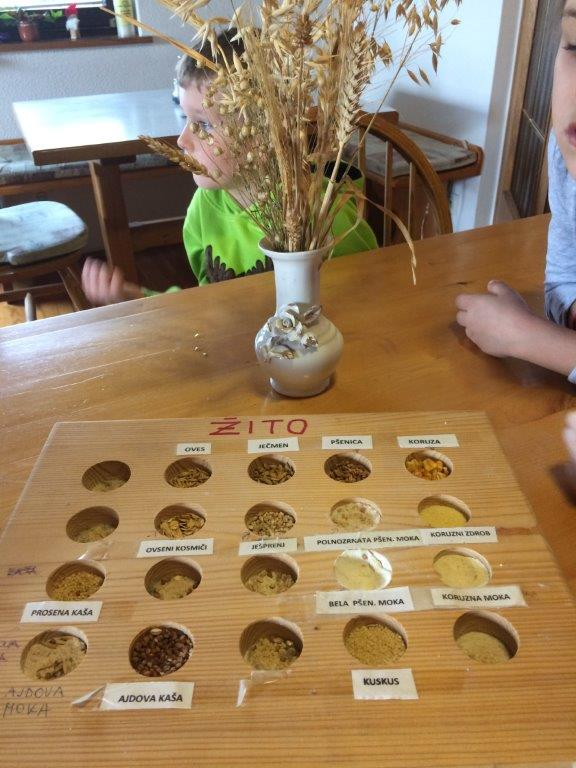 ŽITO
OVES JEČMEN PŠENICA KORUZA
OVSENI KOSMIČI JEŠPRENJ POLNOZRNATA PŠEN. MOKA KORUZNI ZDROB
PROSENA KAŠA BELA PŠEN. MOKA KORUZNA MOKA
AJDOVA MOKA
AJDOVA KAŠA KUSKUS